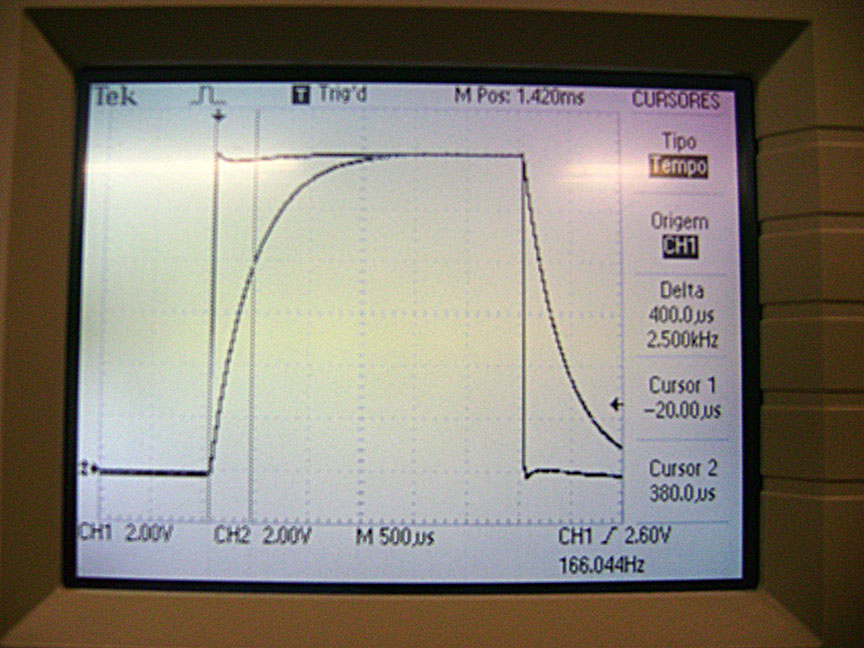 Tek T Trig'd M Pos: 1.420ms CURSORES
Tipo
Tempo
Origem
CH1
Delta
400.0µs
2.500kHz
Cursor 1
-20.00µs
Cursor 2
380.0µs
2
CH1 2.00V CH2 2.00V M 500µs CH1 2.60V
166.044Hz